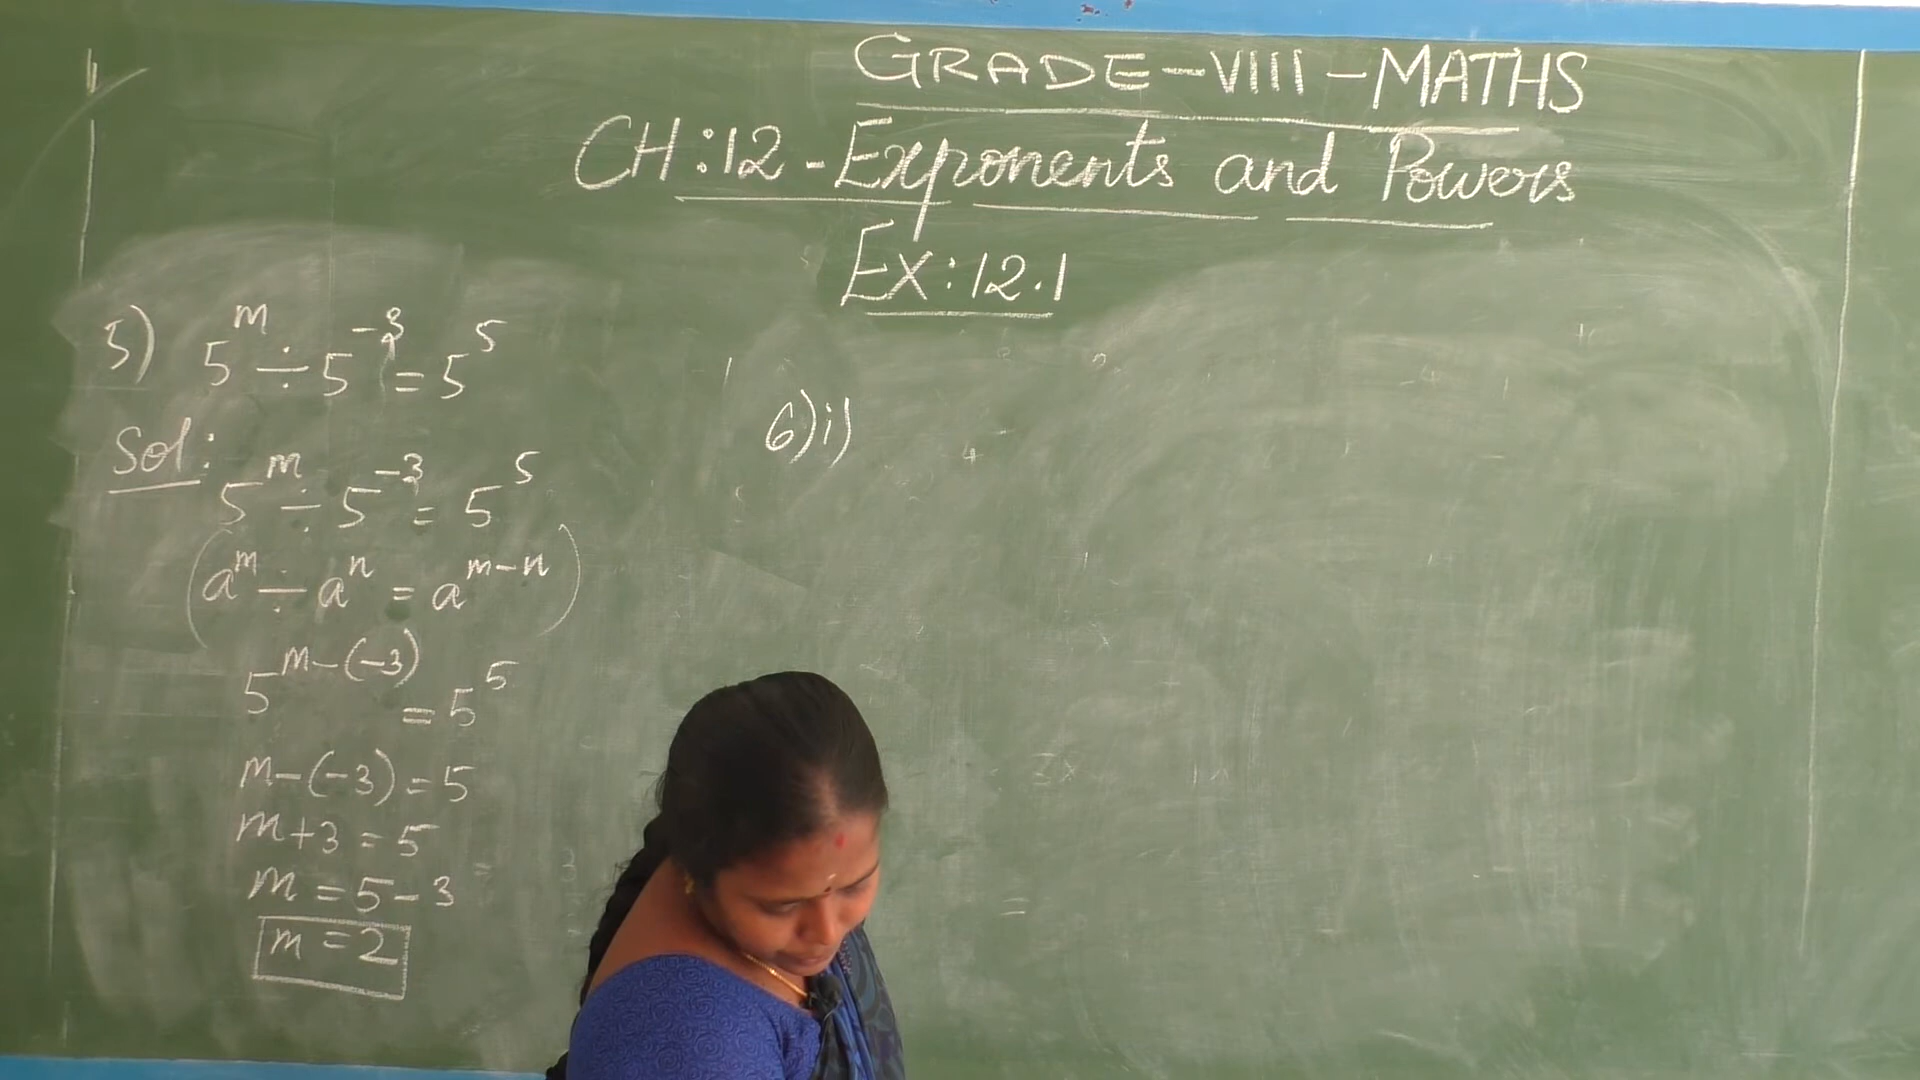 GRADE-VIII-MATHS
CH:12-Exponents and Powers
EX:12.1
5) 5^m ÷ 5^-3 = 5^5
Sol:
5^m ÷ 5^-3 = 5^5
(a^m ÷ a^n = a^m-n)
5^m-(-3) = 5^5
m-(-3)=5
m+3=5
m=5-3
m=2
6)i)